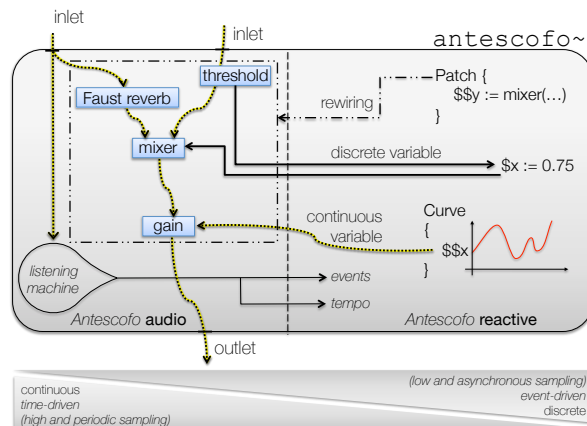 inlet
inlet
antescofo~
threshold
Faust reverb
mixer
gain
rewiring
Patch {
$$y := mixer(…)
}
discrete variable
$x := 0.75
continuous
variable
Curve
{
$$x
}
listening
machine
events
tempo
Antescofo audio
Antescofo reactive
outlet
continuous
time-driven
(high and periodic sampling)
(low and asynchronous sampling)
event-driven
discrete